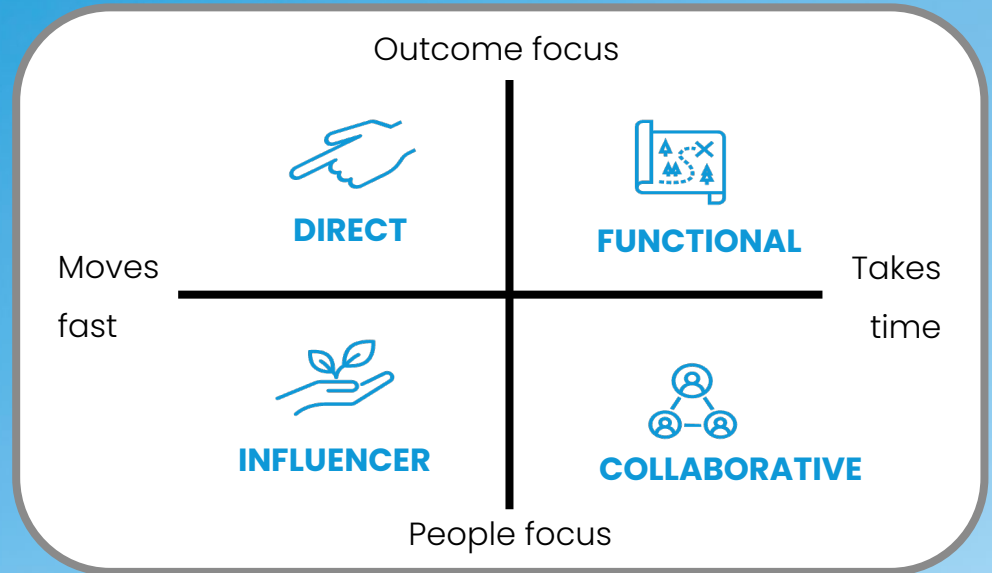 Outcome focus
DIRECT
FUNCTIONAL
Moves
fast
Takes
time
INFLUENCER
COLLABORATIVE
People focus